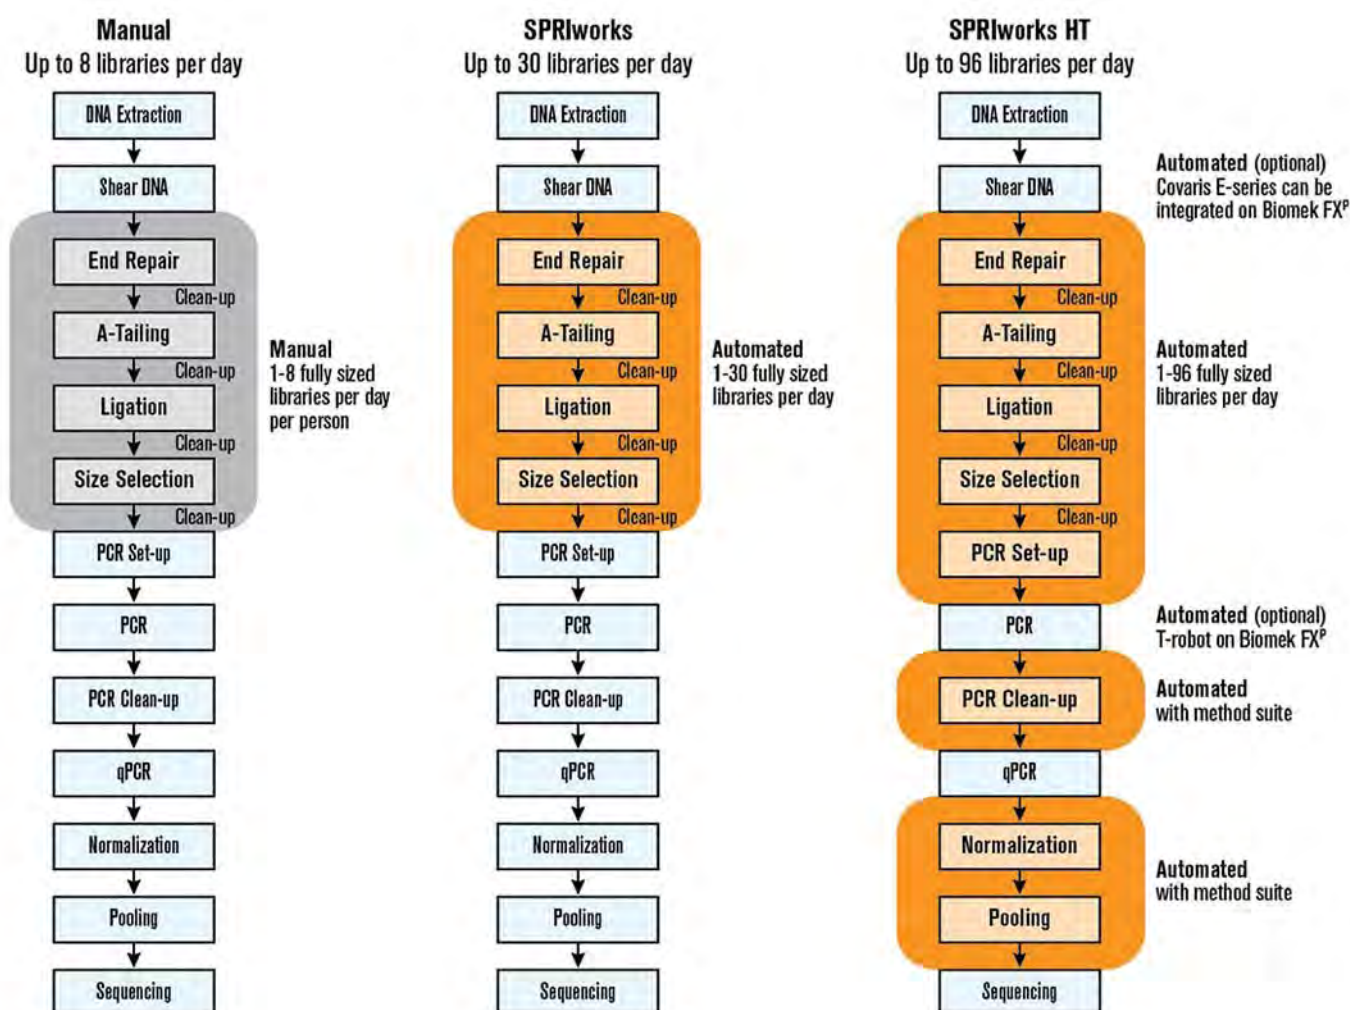 Manual
Up to 8 libraries per day
DNA Extraction
Shear DNA
End Repair
Clean-up
A-Tailing
Clean-up
Ligation
Clean-up
Size Selection
Clean-up
PCR Set-up
PCR
PCR Clean-up
qPCR
Normalization
Pooling
Sequencing
Manual
1-8 fully sized
libraries per day
per person
SPRIworks
Up to 30 libraries per day
DNA Extraction
Shear DNA
End Repair
Clean-up
A-Tailing
Clean-up
Ligation
Clean-up
Size Selection
Clean-up
PCR Set-up
PCR
PCR Clean-up
qPCR
Normalization
Pooling
Sequencing
Automated
1-30 fully sized
libraries per day
SPRIworks HT
Up to 96 libraries per day
DNA Extraction
Shear DNA
End Repair
Clean-up
A-Tailing
Clean-up
Ligation
Clean-up
Size Selection
Clean-up
PCR Set-up
PCR
PCR Clean-up
qPCR
Normalization
Pooling
Sequencing
Automated (optional)
Covaris E-series can be
integrated on Biomek FXᴾ
Automated
1-96 fully sized
libraries per day
Automated (optional)
T-robot on Biomek FXᴾ
Automated
with method suite
Automated
with method suite